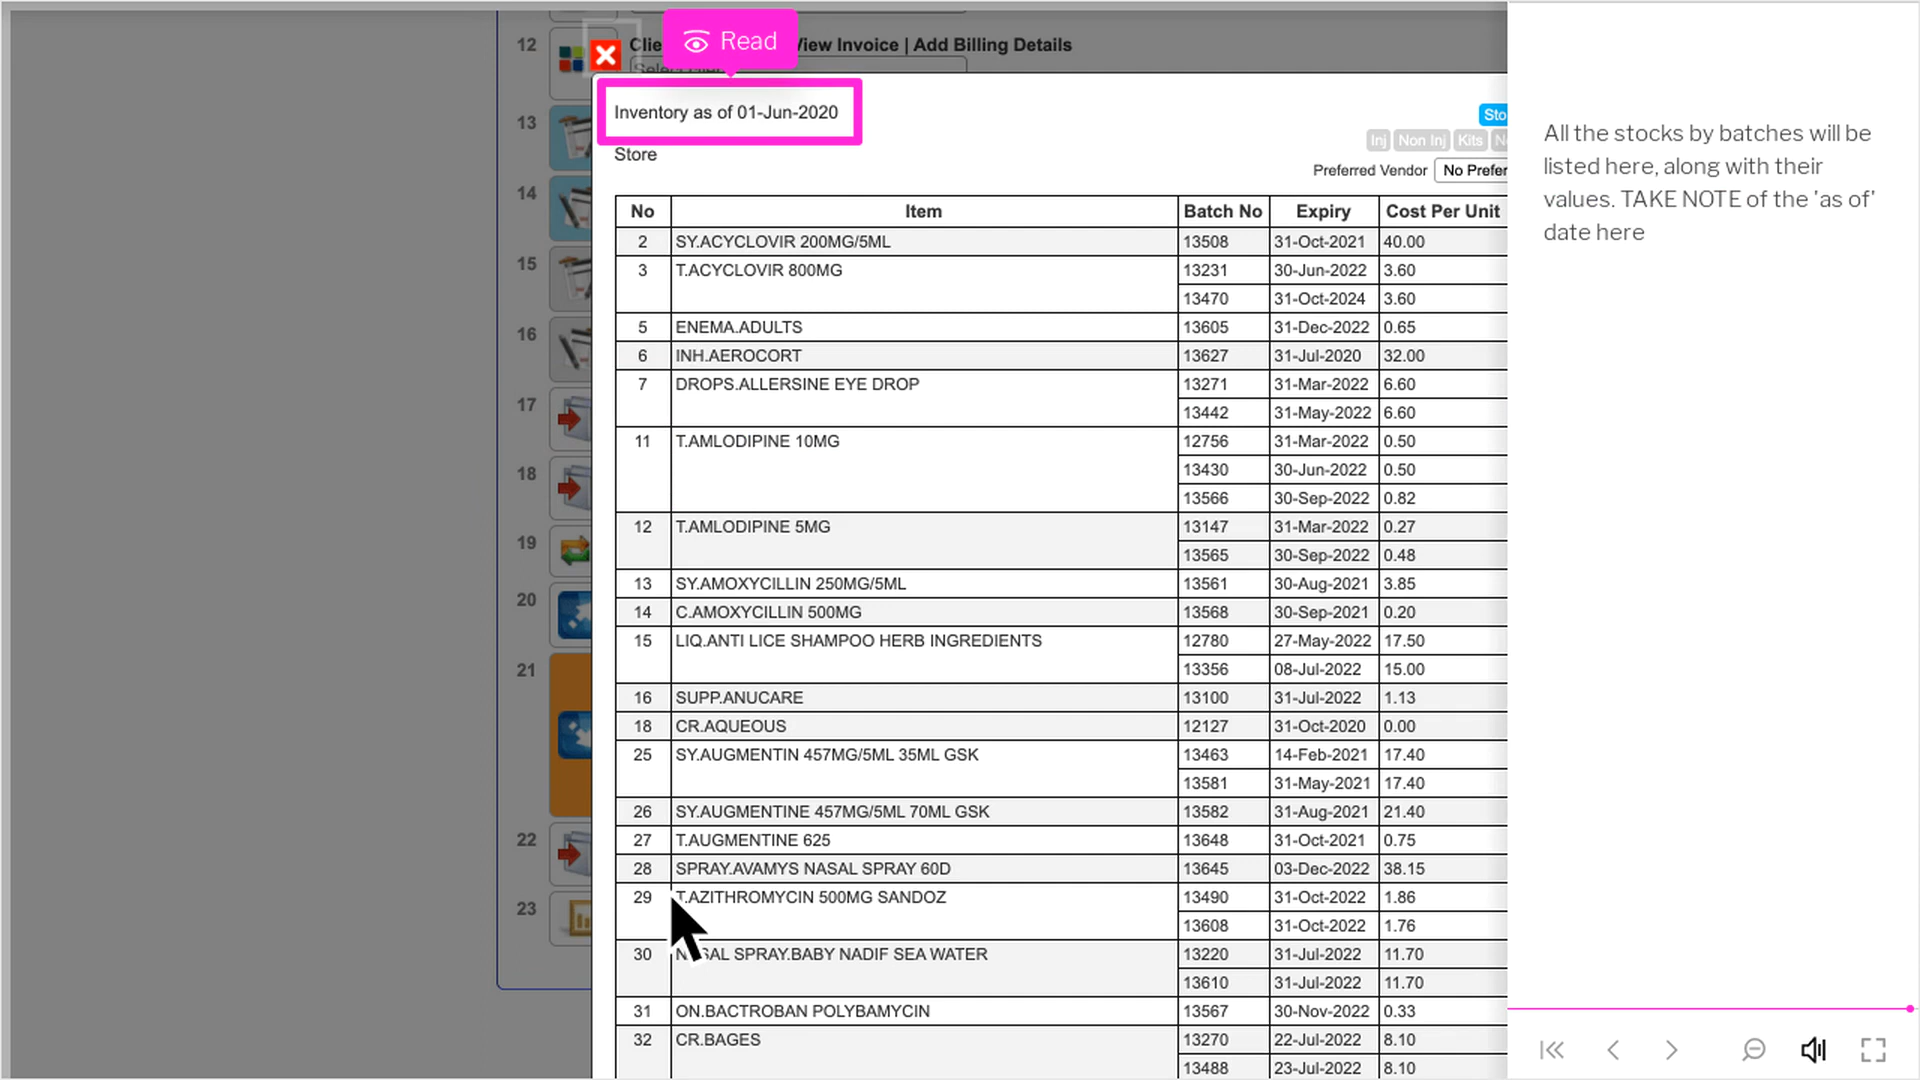 12
Clie
View Invoice | Add Billing Details
Read
Inventory as of 01-Jun-2020
Sto
Inj Non Inj Kits N
Store
Preferred Vendor No Prefer
No Item Batch No Expiry Cost Per Unit
2 SY.ACYCLOVIR 200MG/5ML 13508 31-Oct-2021 40.00
3 T.ACYCLOVIR 800MG 13231 30-Jun-2022 3.60
13470 31-Oct-2024 3.60
5 ENEMA.ADULTS 13605 31-Dec-2022 0.65
6 INH.AEROCORT 13627 31-Jul-2020 32.00
7 DROPS.ALLERSINE EYE DROP 13271 31-Mar-2022 6.60
13442 31-May-2022 6.60
11 T.AMLODIPINE 10MG 12756 31-Mar-2022 0.50
13430 30-Jun-2022 0.50
13566 30-Sep-2022 0.82
12 T.AMLODIPINE 5MG 13147 31-Mar-2022 0.27
13565 30-Sep-2022 0.48
13 SY.AMOXYCILLIN 250MG/5ML 13561 30-Aug-2021 3.85
14 C.AMOXYCILLIN 500MG 13568 30-Sep-2021 0.20
15 LIQ.ANTI LICE SHAMPOO HERB INGREDIENTS 12780 27-May-2022 17.50
13356 08-Jul-2022 15.00
16 SUPP.ANUCARE 13100 31-Jul-2022 1.13
18 CR.AQUEOUS 12127 31-Oct-2020 0.00
25 SY.AUGMENTIN 457MG/5ML 35ML GSK 13463 14-Feb-2021 17.40
13581 31-May-2021 17.40
26 SY.AUGMENTINE 457MG/5ML 70ML GSK 13582 31-Aug-2021 21.40
27 T.AUGMENTINE 625 13648 31-Oct-2021 0.75
28 SPRAY.AVAMYS NASAL SPRAY 60D 13645 03-Dec-2022 38.15
29 T.AZITHROMYCIN 500MG SANDOZ 13490 31-Oct-2022 1.86
13608 31-Oct-2022 1.76
30 NASAL SPRAY.BABY NADIF SEA WATER 13220 31-Jul-2022 11.70
13610 31-Jul-2022 11.70
31 ON.BACTROBAN POLYBAMYCIN 13567 30-Nov-2022 0.33
32 CR.BAGES 13270 22-Jul-2022 8.10
13488 23-Jul-2022 8.10
13
14
15
16
17
18
19
20
21
22
23
All the stocks by batches will be
listed here, along with their
values. TAKE NOTE of the 'as of'
date here